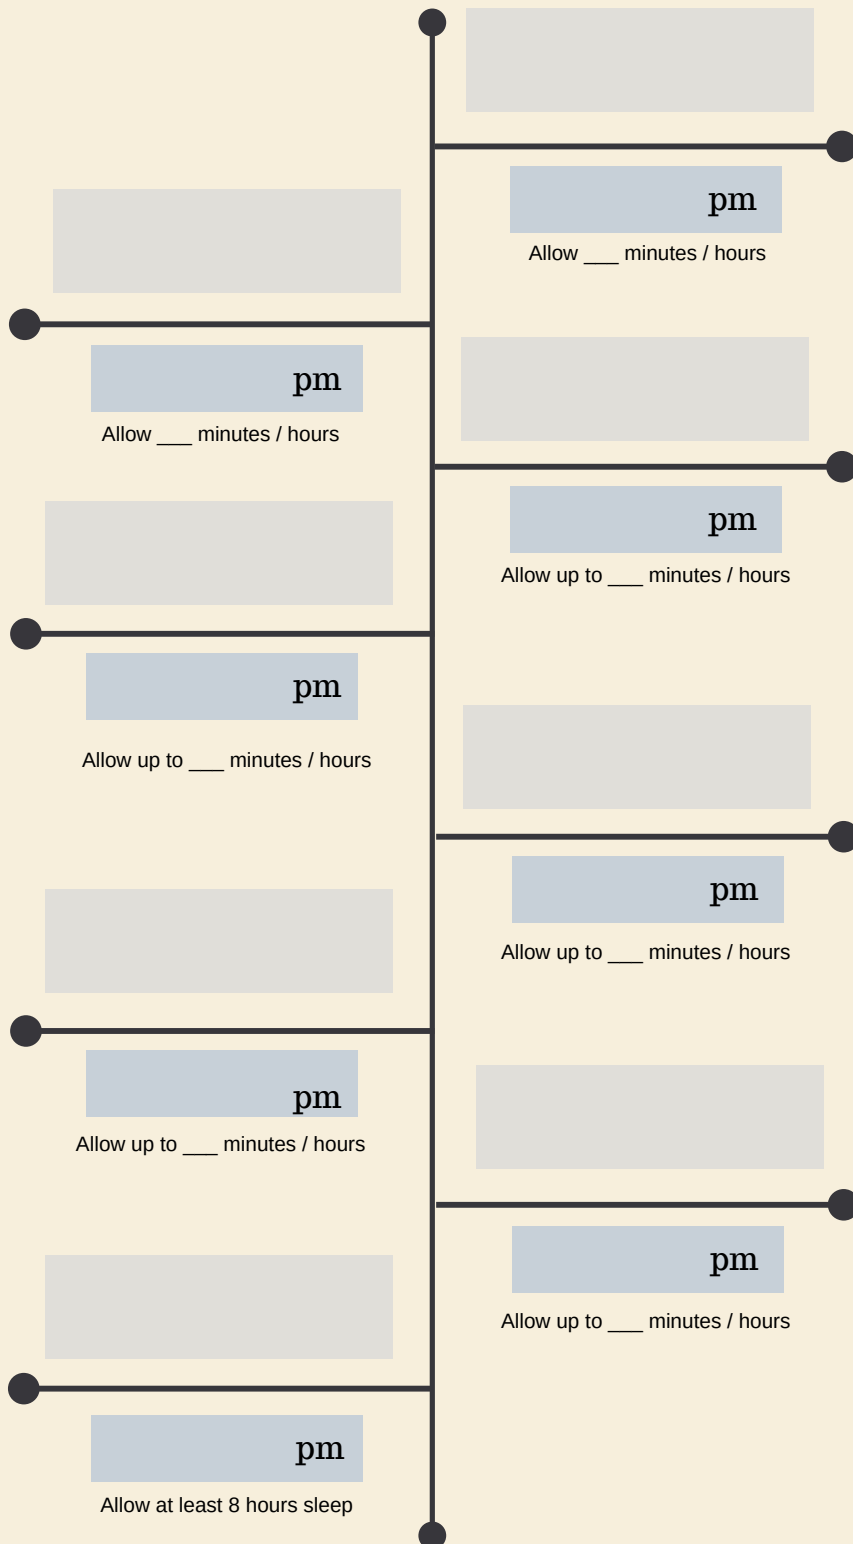 pm
Allow ___ minutes / hours
pm
Allow ___ minutes / hours
pm
Allow up to ___ minutes / hours
pm
Allow up to ___ minutes / hours
pm
Allow up to ___ minutes / hours
pm
Allow up to ___ minutes / hours
pm
Allow up to ___ minutes / hours
pm
Allow at least 8 hours sleep